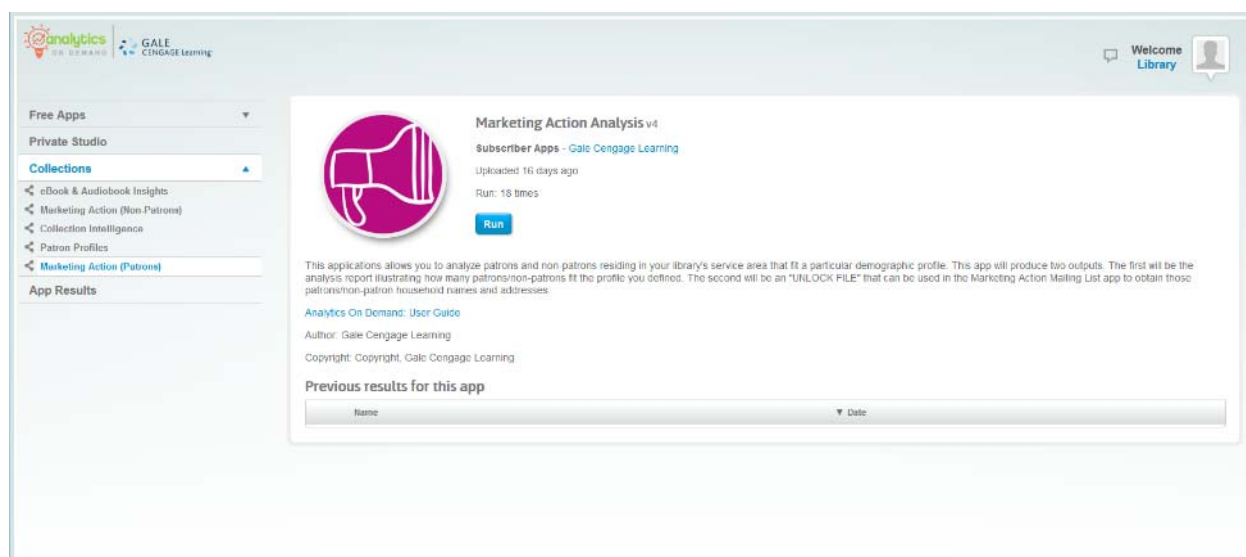 analytics
ON DEMAND
GALE
CENGAGE Learning
Welcome
Library
Free Apps
Private Studio
Collections
eBook & Audiobook Insights
Marketing Action (Non-Patrons)
Collection Intelligence
Patron Profiles
Marketing Action (Patrons)
App Results
Marketing Action Analysis v4
Subscriber Apps - Gale Cengage Learning
Uploaded 16 days ago
Run: 18 times
Run
This applications allows you to analyze patrons and non-patrons residing in your library's service area that fit a particular demographic profile. This app will produce two outputs. The first will be the
analysis report illustrating how many patrons/non-patrons fit the profile you defined. The second will be an "UNLOCK FILE" that can be used in the Marketing Action Mailing List app to obtain those
patrons/non-patron household names and addresses.
Analytics On Demand: User Guide
Author: Gale Cengage Learning
Copyright: Copyright, Gale Cengage Learning
Previous results for this app
Name
Date